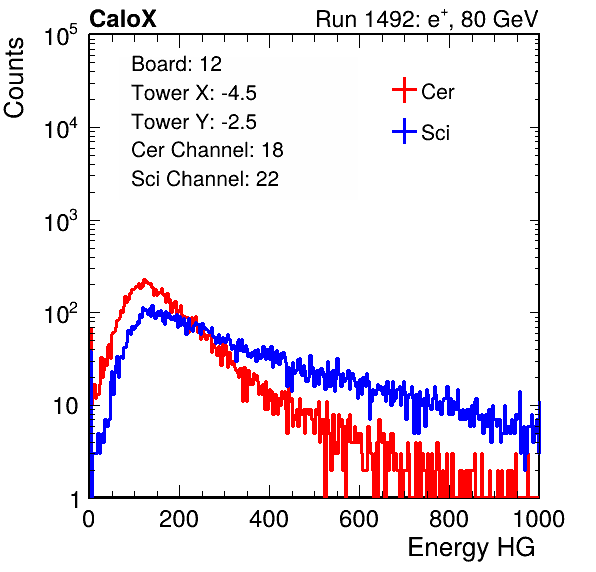 CaloX Run 1492: e⁺, 80 GeV
Counts
Board: 12
Tower X: -4.5
Tower Y: -2.5
Cer Channel: 18
Sci Channel: 22
Cer
Sci
10⁵
10⁴
10³
10²
10
1
0 200 400 600 800 1000
Energy HG